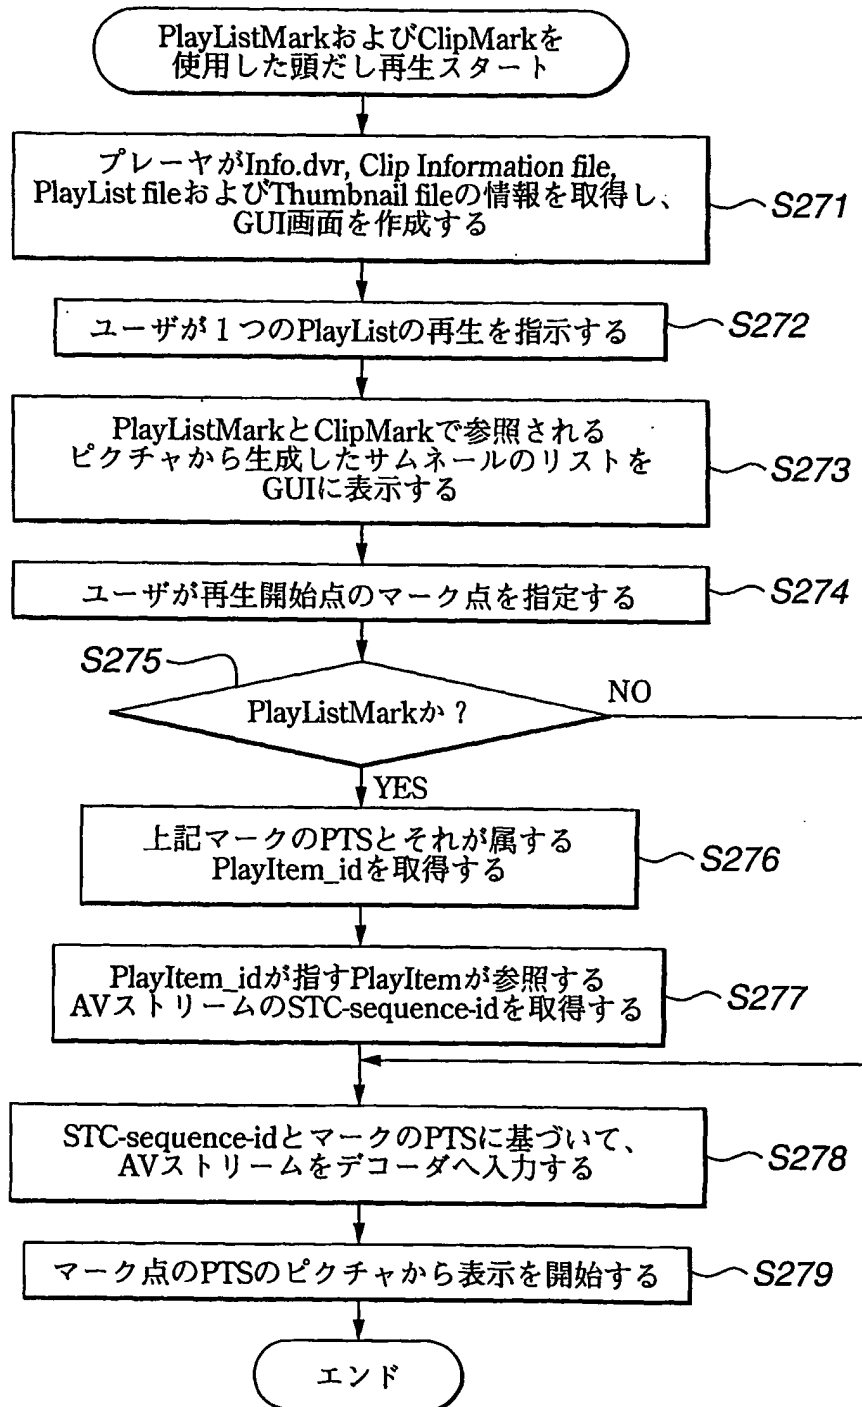 PlayListMarkおよびClipMarkを
使用した頭だし再生スタート
プレーヤがInfo.dvr, Clip Information file,
PlayList fileおよびThumbnail fileの情報を取得し、
GUI画面を作成する
S271
ユーザが１つのPlayListの再生を指示する
S272
PlayListMarkとClipMarkで参照される
ピクチャから生成したサムネールのリストを
GUIに表示する
S273
ユーザが再生開始点のマーク点を指定する
S274
S275
PlayListMarkか？
NO
YES
上記マークのPTSとそれが属する
PlayItem_idを取得する
S276
PlayItem_idが指すPlayItemが参照する
AVストリームのSTC-sequence-idを取得する
S277
STC-sequence-idとマークのPTSに基づいて、
AVストリームをデコーダへ入力する
S278
マーク点のPTSのピクチャから表示を開始する
S279
エンド